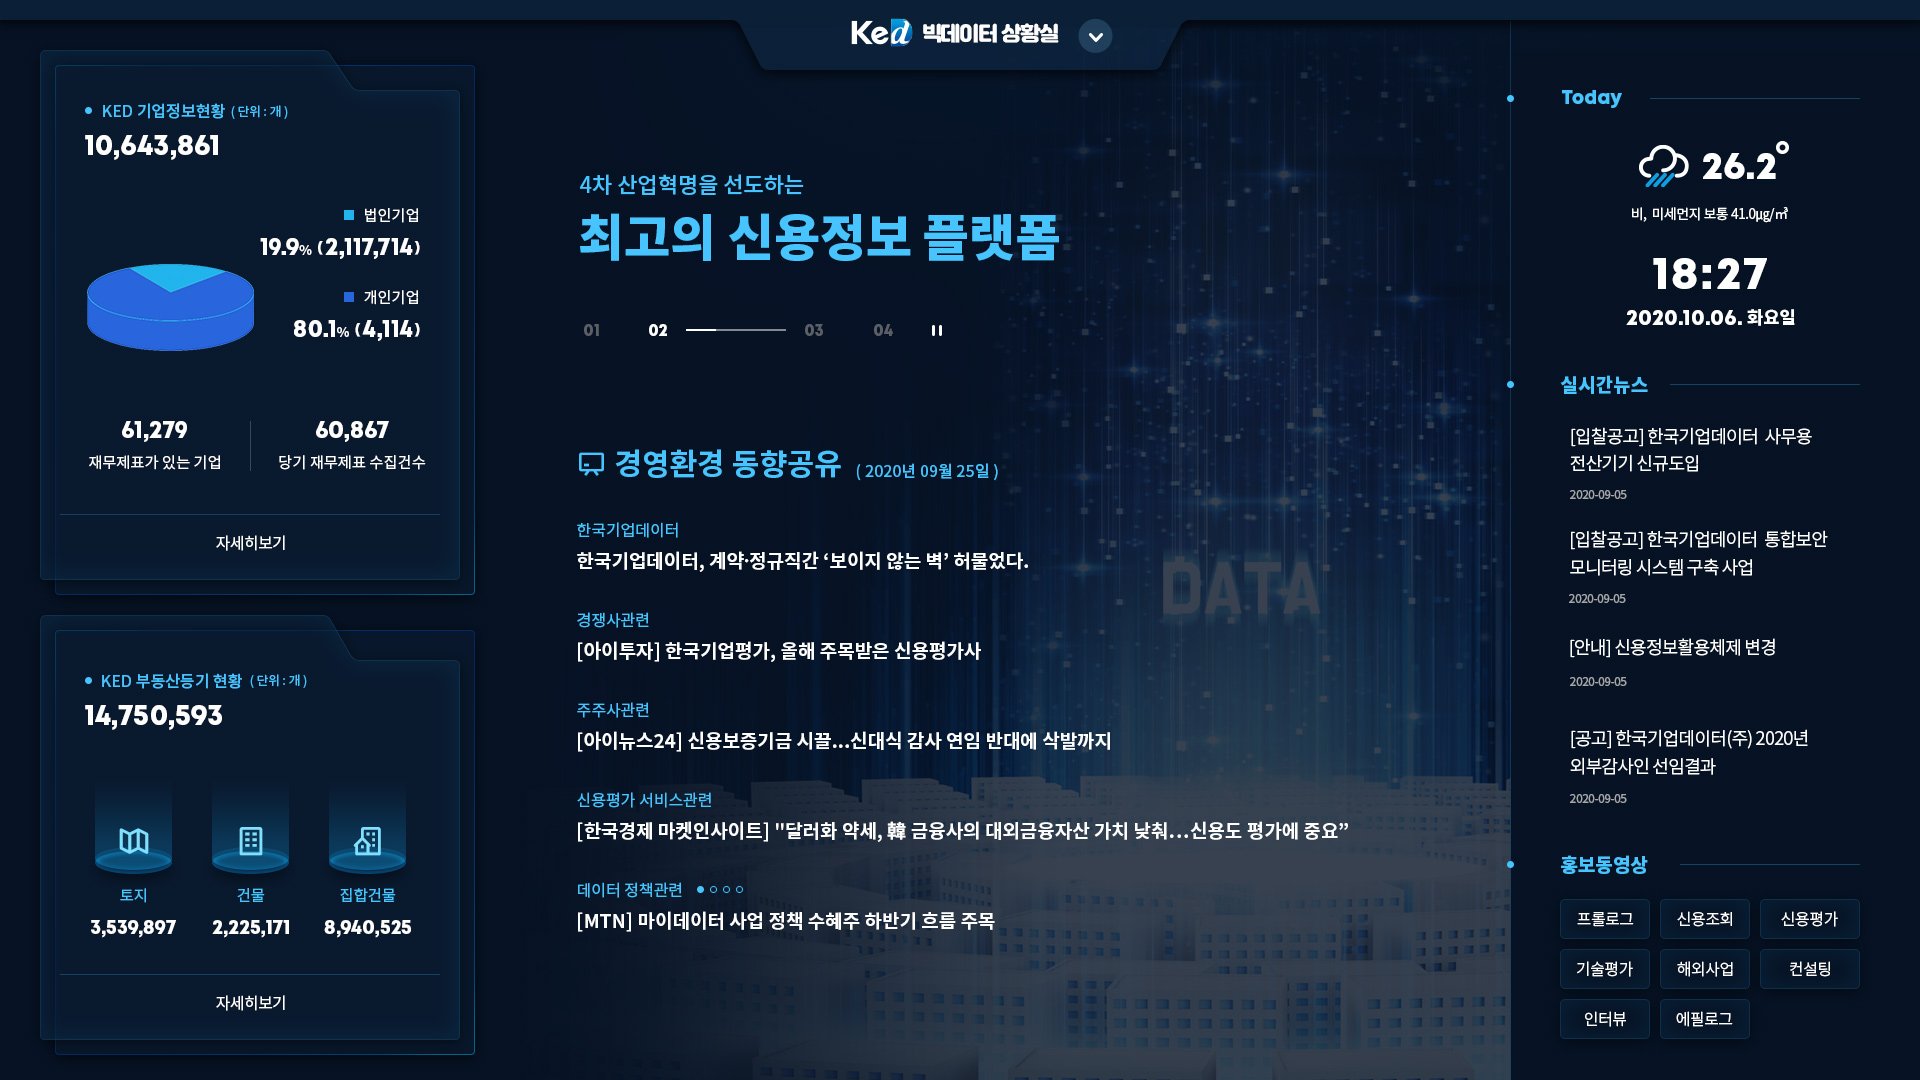 Ked 빅데이터 상황실
KED 기업정보현황 ( 단위 : 개 )
10,643,861
법인기업
19.9% (2,117,714)
개인기업
80.1% (4,114)
61,279
재무제표가 있는 기업
60,867
당기 재무제표 수집건수
자세히보기
KED 부동산등기 현황 ( 단위 : 개 )
14,750,593
토지
3,539,897
건물
2,225,171
집합건물
8,940,525
자세히보기
4차 산업혁명을 선도하는
최고의 신용정보 플랫폼
01 02 03 04
경영환경 동향공유 ( 2020년 09월 25일 )
한국기업데이터
한국기업데이터, 계약·정규직간 ‘보이지 않는 벽’ 허물었다.
경쟁사관련
[아이투자] 한국기업평가, 올해 주목받은 신용평가사
주주사관련
[아이뉴스24] 신용보증기금 시끌...신대식 감사 연임 반대에 삭발까지
신용평가 서비스관련
[한국경제 마켓인사이트] "달러화 약세, 韓 금융사의 대외금융자산 가치 낮춰…신용도 평가에 중요”
데이터 정책관련
[MTN] 마이데이터 사업 정책 수혜주 하반기 흐름 주목
DATA
Today
26.2°
비, 미세먼지 보통 41.0µg/㎥
18:27
2020.10.06. 화요일
실시간뉴스
[입찰공고] 한국기업데이터 사무용
전산기기 신규도입
2020-09-05
[입찰공고] 한국기업데이터 통합보안
모니터링 시스템 구축 사업
2020-09-05
[안내] 신용정보활용체제 변경
2020-09-05
[공고] 한국기업데이터(주) 2020년
외부감사인 선임결과
2020-09-05
홍보동영상
프롤로그 신용조회 신용평가
기술평가 해외사업 컨설팅
인터뷰 에필로그